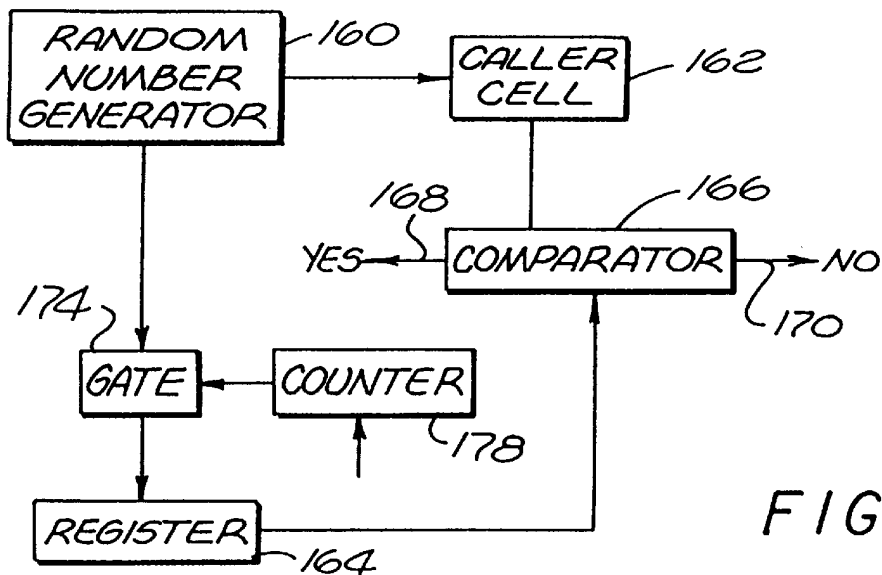 RANDOM
NUMBER
GENERATOR
160
CALLER
CELL
162
166
168
YES
COMPARATOR
NO
170
174
GATE
COUNTER
178
REGISTER
164
FIG